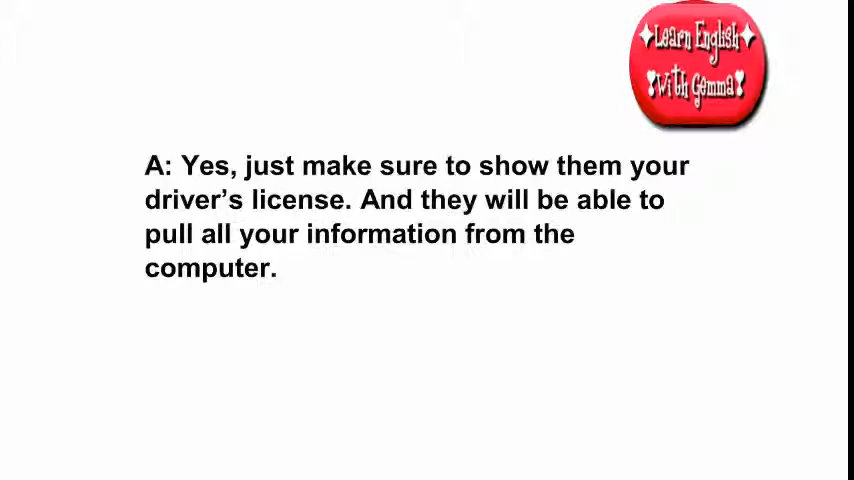 ✦Learn English✦
❣With Gemma❣
A: Yes, just make sure to show them your
driver’s license. And they will be able to
pull all your information from the
computer.